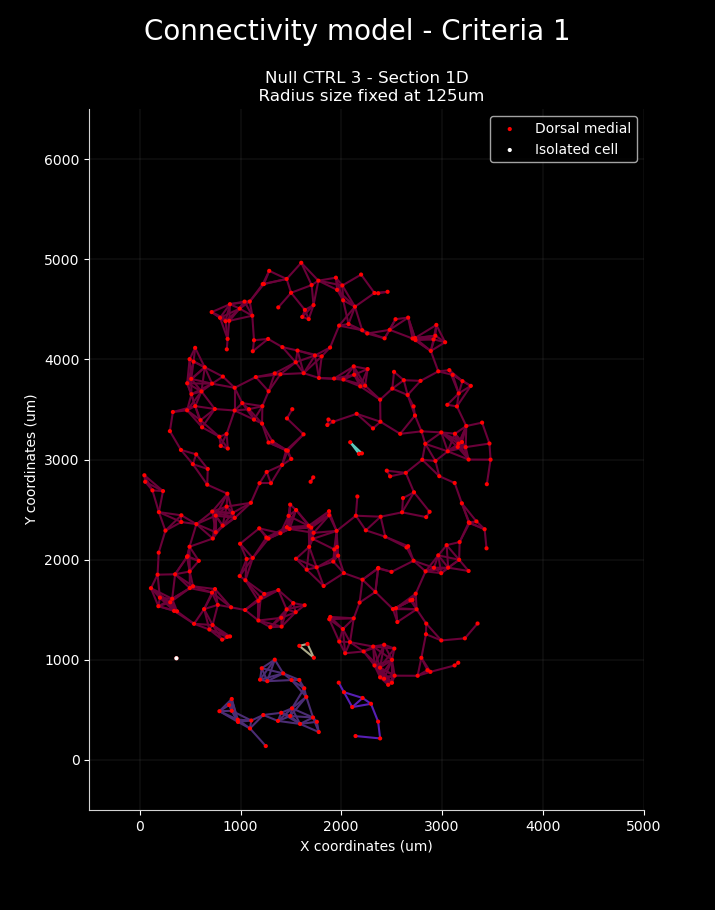 Connectivity model - Criteria 1
Null CTRL 3 - Section 1D
Radius size fixed at 125um
Dorsal medial
Isolated cell
6000
5000
4000
3000
2000
1000
0
Y coordinates (um)
0 1000 2000 3000 4000 5000
X coordinates (um)